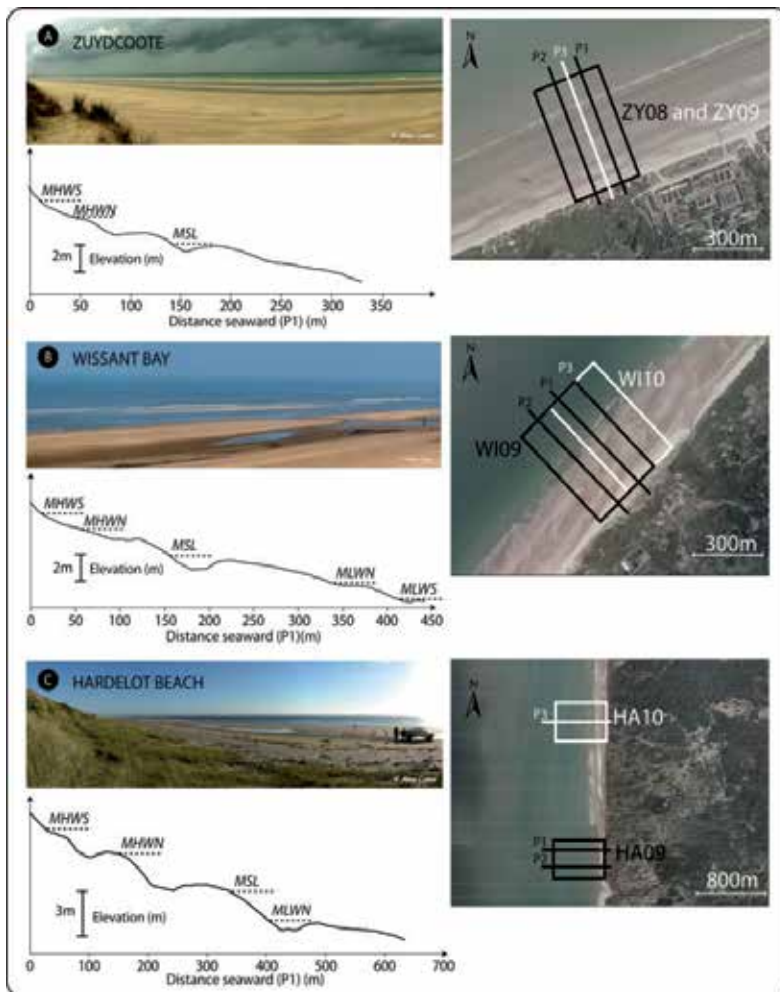 A ZUYDCOOTE
MHWS
MHWN
MSL
2m Elevation (m)
0 50 100 150 200 250 300 350
Distance seaward (P1) (m)
N
P2 P3 P1
ZY08 and ZY09
300m
B WISSANT BAY
MHWS
MHWN
MSL
MLWN
MLWS
2m Elevation (m)
0 50 100 150 200 250 300 350 400 450
Distance seaward (P1)(m)
N
P3
P1
P2
WI10
WI09
300m
C HARDELOT BEACH
MHWS
MHWN
MSL
MLWN
3m Elevation (m)
0 100 200 300 400 500 600 700
Distance seaward (P1) (m)
N
P3 HA10
P1 HA09
P2
800m